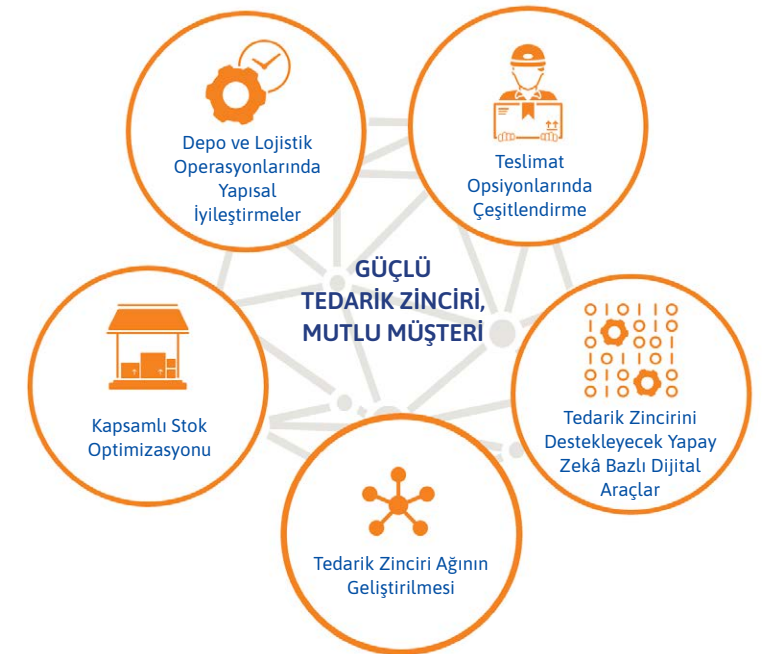 Depo ve Lojistik
Operasyonlarında
Yapısal
İyileştirmeler
Teslimat
Opsiyonlarında
Çeşitlendirme
GÜÇLÜ
TEDARİK ZİNCİRİ,
MUTLU MÜŞTERİ
Kapsamlı Stok
Optimizasyonu
Tedarik Zincirini
Destekleyecek Yapay
Zekâ Bazlı Dijital
Araçlar
Tedarik Zinciri Ağının
Geliştirilmesi